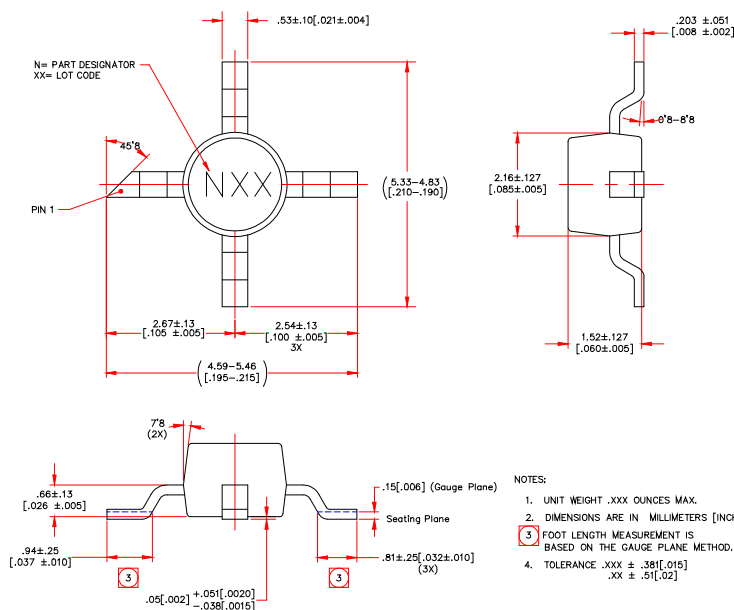 .53±.10[.021±.004]
.203 ±.051
[.008 ±.002]
N= PART DESIGNATOR
XX= LOT CODE
0°8-8°8
45°8
NXX
(5.33-4.83)
([.210-.190])
2.16±.127
[.085±.005]
PIN 1
2.67±.13
[.105 ±.005]
2.54±.13
[.100 ±.005]
3X
1.52±.127
[.060±.005]
(4.59-5.46)
([.195-.215])
7°8
(2X)
.66±.13
[.026 ±.005]
.15[.006] (Gauge Plane)
Seating Plane
.94±.25
[.037 ±.010]
3
3
.81±.25[.032±.010]
(3X)
.05[.002] +.051[.0020]
-.038[.0015]
NOTES:
1. UNIT WEIGHT .XXX OUNCES MAX.
2. DIMENSIONS ARE IN MILLIMETERS [INCH
3 FOOT LENGTH MEASUREMENT IS
BASED ON THE GAUGE PLANE METHOD.
4. TOLERANCE .XXX ± .381[.015]
.XX ± .51[.02]